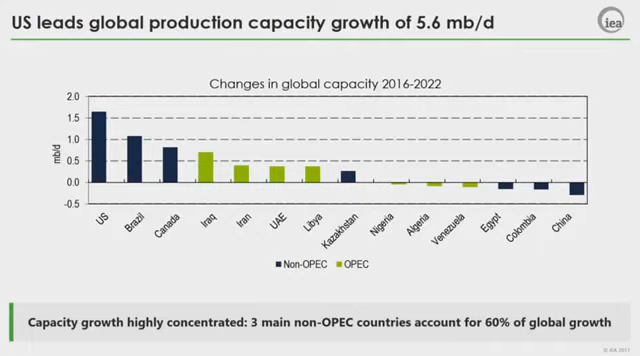 US leads global production capacity growth of 5.6 mb/d
iea
Changes in global capacity 2016-2022
mb/d
2.0
1.5
1.0
0.5
0.0
-0.5
US
Brazil
Canada
Iraq
Iran
UAE
Libya
Kazakhstan
Nigeria
Algeria
Venezuela
Egypt
Colombia
China
Non-OPEC OPEC
Capacity growth highly concentrated: 3 main non-OPEC countries account for 60% of global growth
© IEA 2017